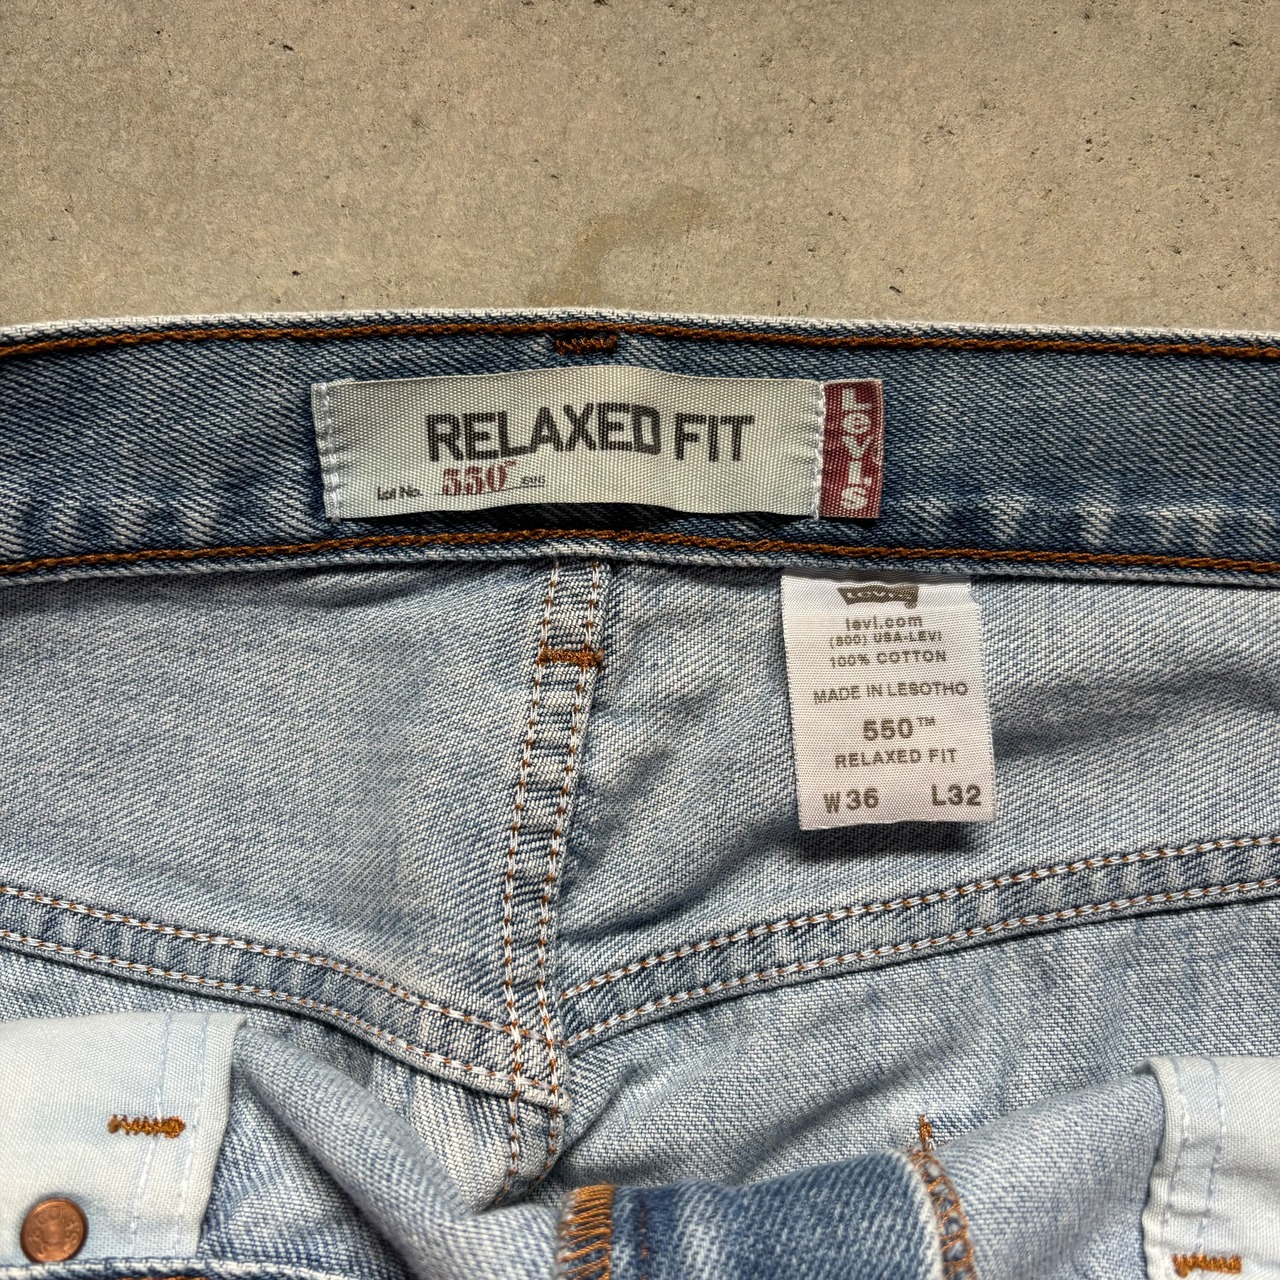 RELAXED FIT
Lot No. 550™ JEANS
LEVI'S
LEVI'S
levi.com
(800) USA-LEVI
100% COTTON
MADE IN LESOTHO
550™
RELAXED FIT
W36 L32